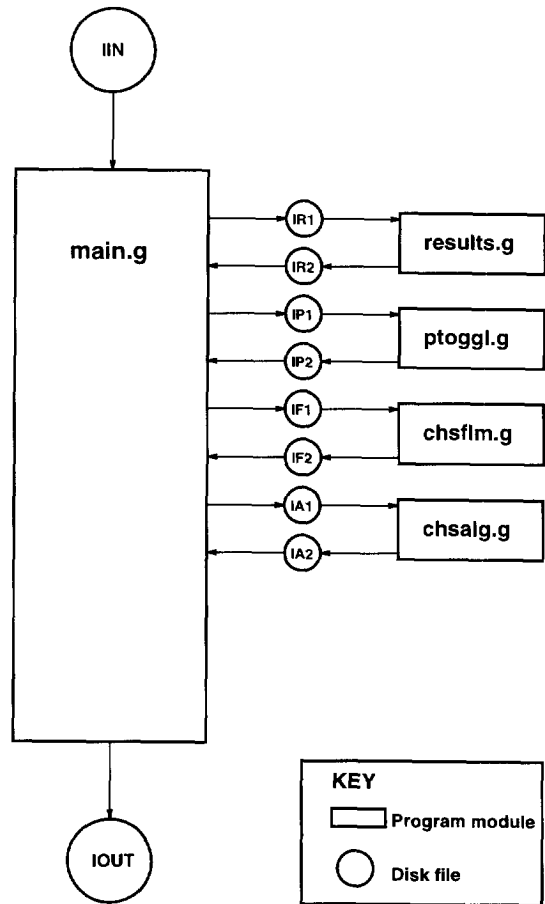 IIN
main.g
IR1
results.g
IR2
IP1
ptoggl.g
IP2
IF1
chsflm.g
IF2
IA1
chsalg.g
IA2
KEY
Program module
Disk file
IOUT